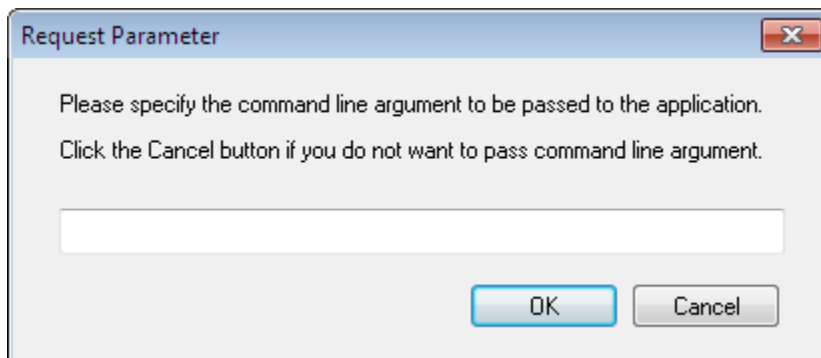 Request Parameter
Please specify the command line argument to be passed to the application.
Click the Cancel button if you do not want to pass command line argument.
OK
Cancel